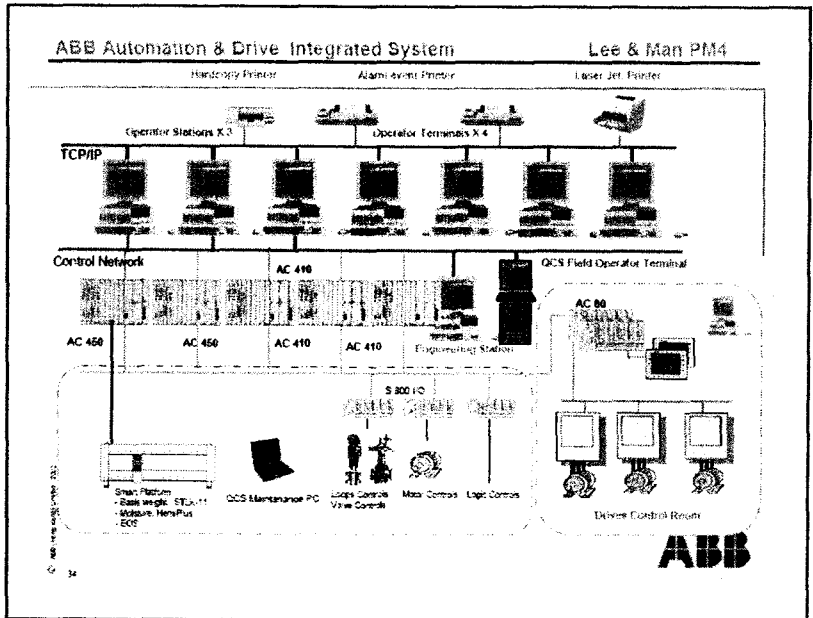 ABB Automation & Drive Integrated System
Lee & Man PM4
Hardcopy Printer
Alarm/event Printer
Laser Jet Printer
Operator Stations X 3
Operator Terminals X 4
TCP/IP
Control Network
AC 410
QCS Field Operator Terminal
AC 80
AC 450
AC 450
AC 410
AC 410
Engineering Station
S 800 I/O
Smart Platform
- Basis weight
- Moisture
QCS Maintanance PC
Loops Controls
Valve Controls
Motor Controls
Logic Controls
Drives Control Room
34
ABB